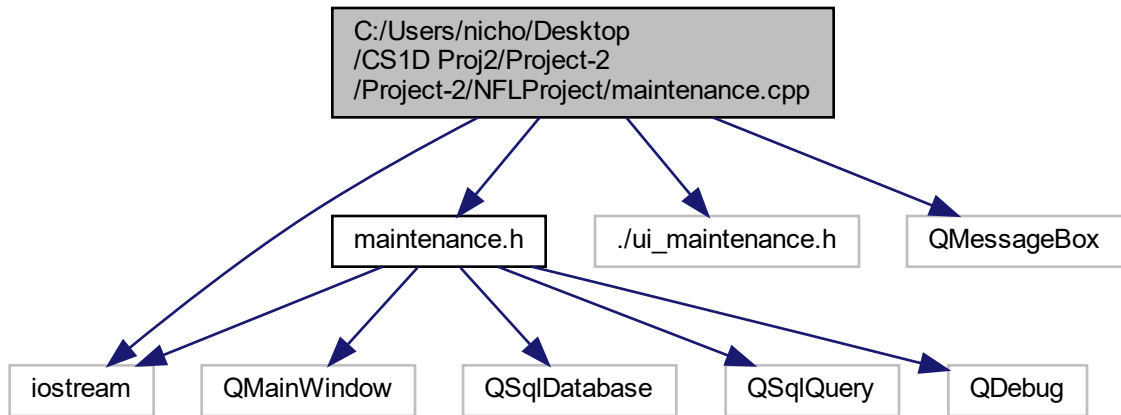 C:/Users/nicho/Desktop
/CS1D Proj2/Project-2
/Project-2/NFLProject/maintenance.cpp
maintenance.h
./ui_maintenance.h
QMessageBox
iostream
QMainWindow
QSqlDatabase
QSqlQuery
QDebug